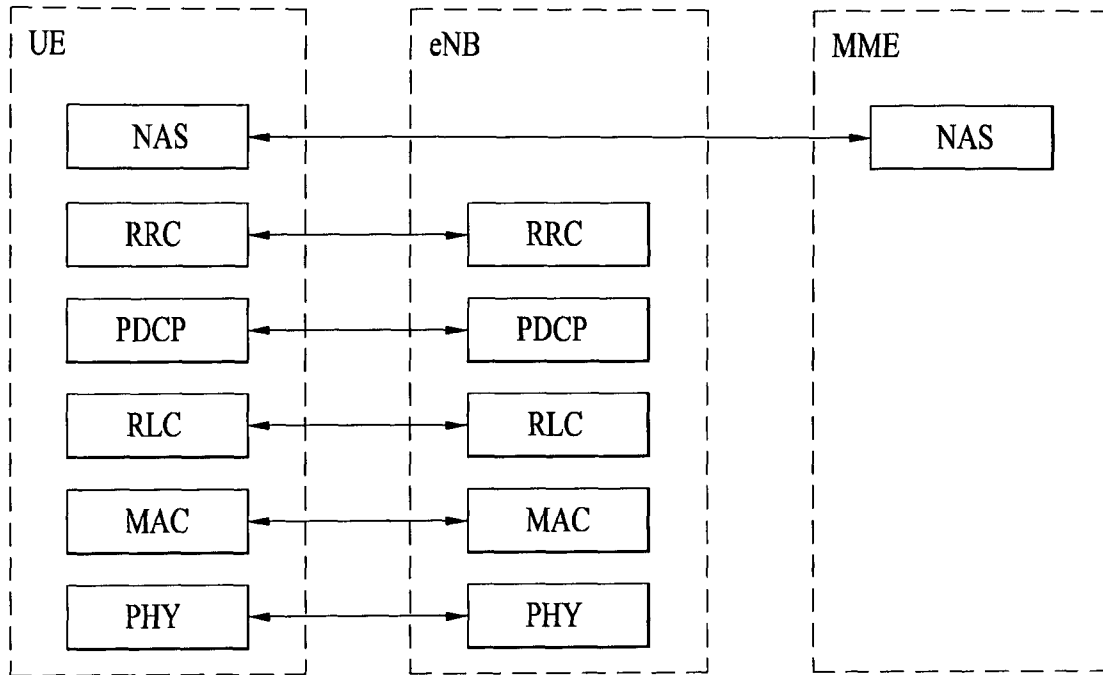 UE eNB MME
NAS NAS
RRC RRC
PDCP PDCP
RLC RLC
MAC MAC
PHY PHY